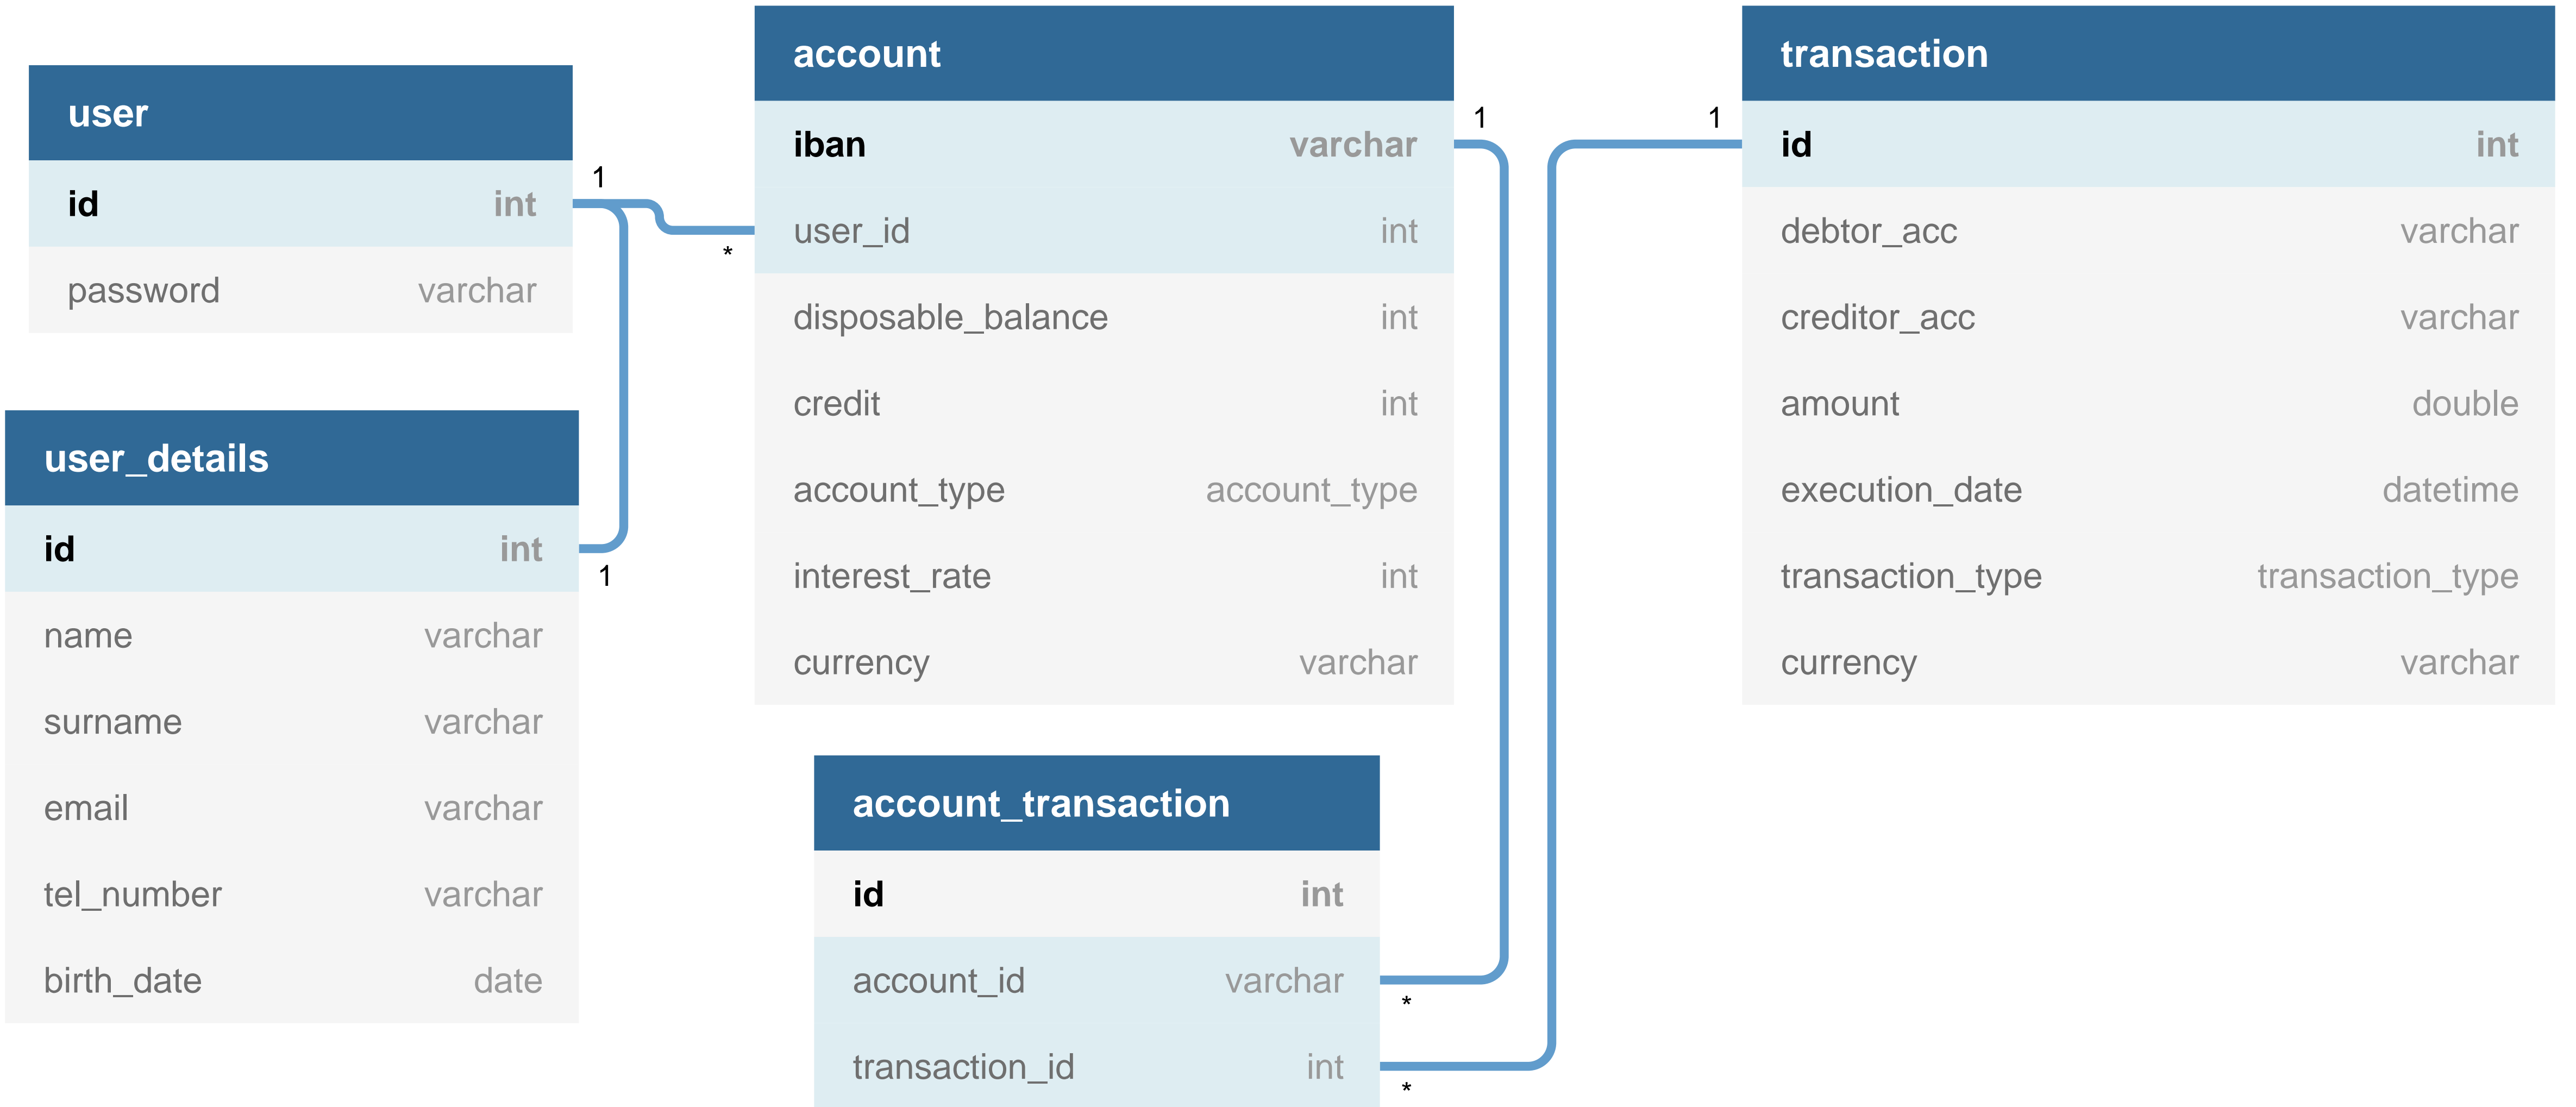 user
id int
password varchar
1
*
user_details
id int
1
name varchar
surname varchar
email varchar
tel_number varchar
birth_date date
account
iban varchar
1
user_id int
disposable_balance int
credit int
account_type account_type
interest_rate int
currency varchar
account_transaction
id int
account_id varchar
*
transaction_id int
*
transaction
1
id int
debtor_acc varchar
creditor_acc varchar
amount double
execution_date datetime
transaction_type transaction_type
currency varchar